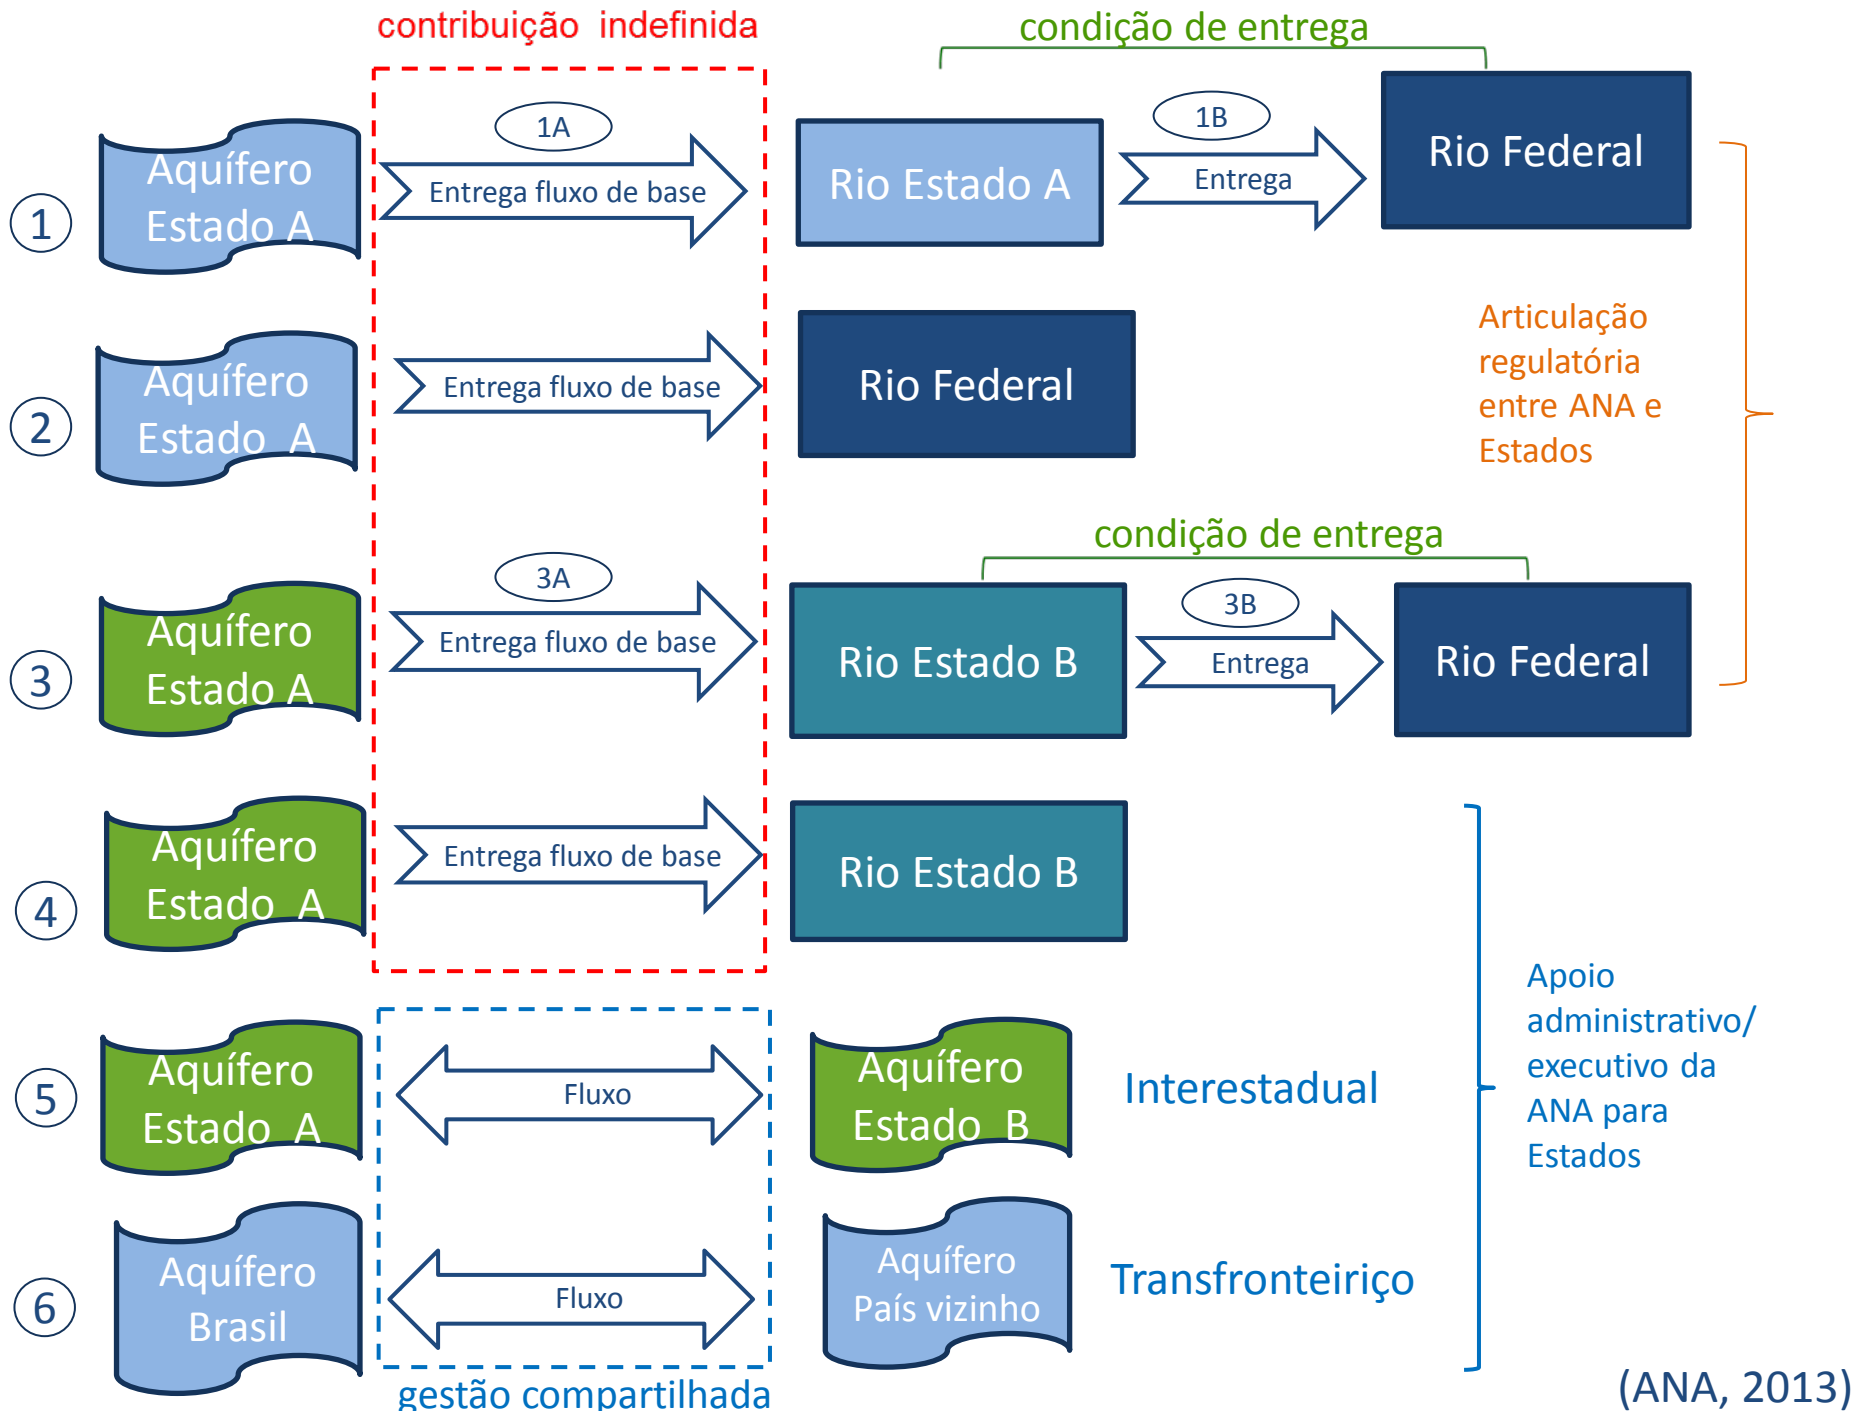 contribuição indefinida
condição de entrega
1
Aquífero
Estado A
1A
Entrega fluxo de base
Rio Estado A
1B
Entrega
Rio Federal
2
Aquífero
Estado A
Entrega fluxo de base
Rio Federal
Articulação
regulatória
entre ANA e
Estados
condição de entrega
3
Aquífero
Estado A
3A
Entrega fluxo de base
Rio Estado B
3B
Entrega
Rio Federal
4
Aquífero
Estado A
Entrega fluxo de base
Rio Estado B
5
Aquífero
Estado A
Fluxo
Aquífero
Estado B
Interestadual
Apoio
administrativo/
executivo da
ANA para
Estados
6
Aquífero
Brasil
Fluxo
Aquífero
País vizinho
Transfronteiriço
gestão compartilhada
(ANA, 2013)